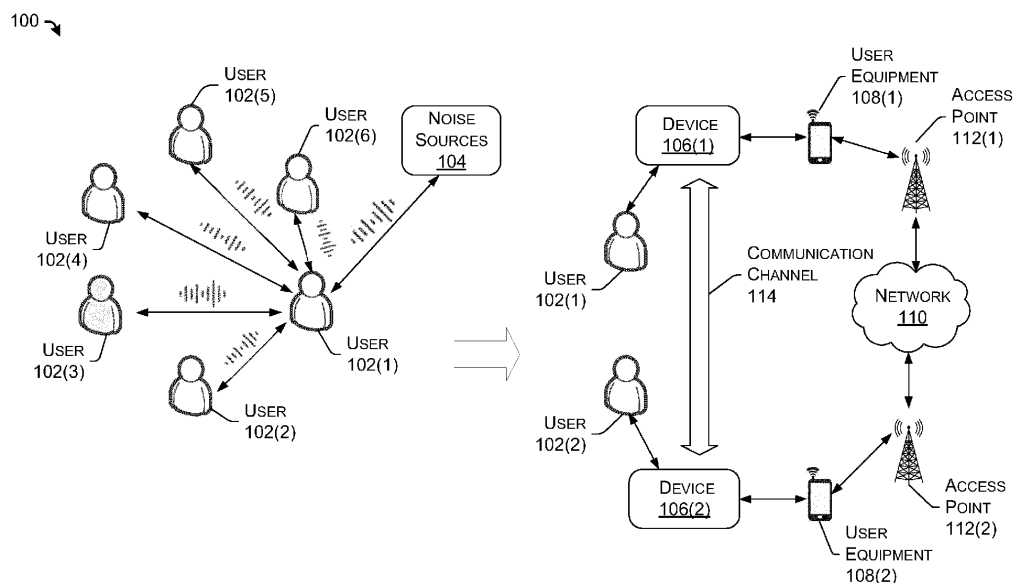 100
USER
102(5)
USER
102(6)
NOISE
SOURCES
104
USER
102(4)
USER
102(3)
USER
102(1)
USER
102(2)
USER
EQUIPMENT
108(1)
ACCESS
POINT
112(1)
DEVICE
106(1)
USER
102(1)
COMMUNICATION
CHANNEL
114
NETWORK
110
USER
102(2)
DEVICE
106(2)
ACCESS
POINT
112(2)
USER
EQUIPMENT
108(2)